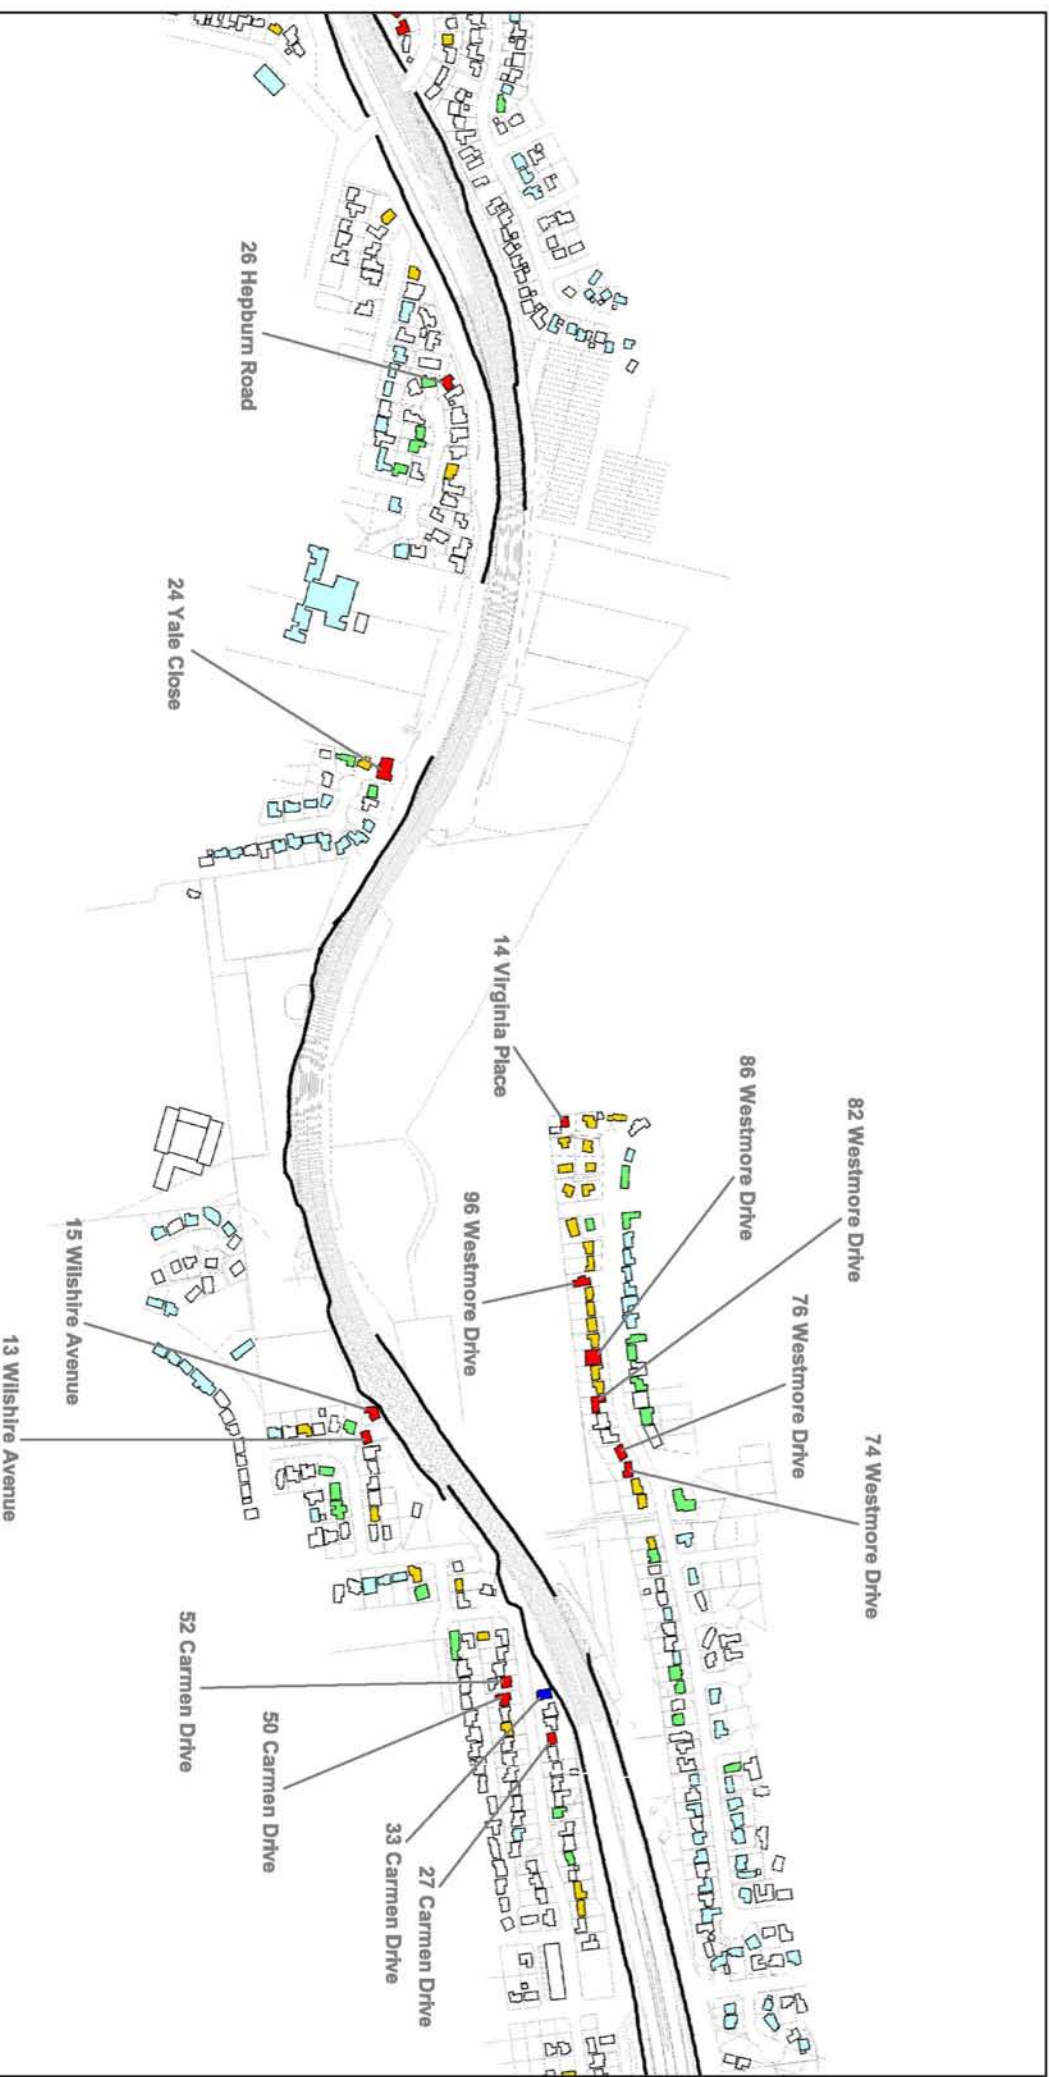 26 Hepburn Road
24 Yale Close
14 Virginia Place
86 Westmore Drive
82 Westmore Drive
96 Westmore Drive
76 Westmore Drive
74 Westmore Drive
15 Wilshire Avenue
13 Wilshire Avenue
52 Carmen Drive
50 Carmen Drive
33 Carmen Drive
27 Carmen Drive